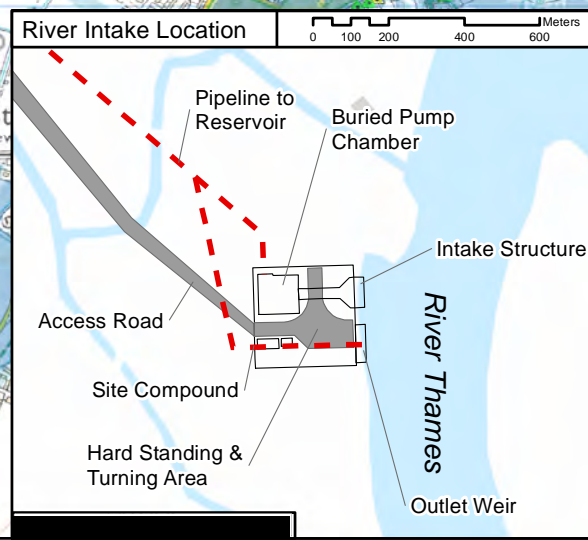 River Intake Location
Meters
0 100 200 400 600
Pipeline to
Reservoir
Buried Pump
Chamber
Intake Structure
River Thames
Access Road
Site Compound
Hard Standing &
Turning Area
Outlet Weir